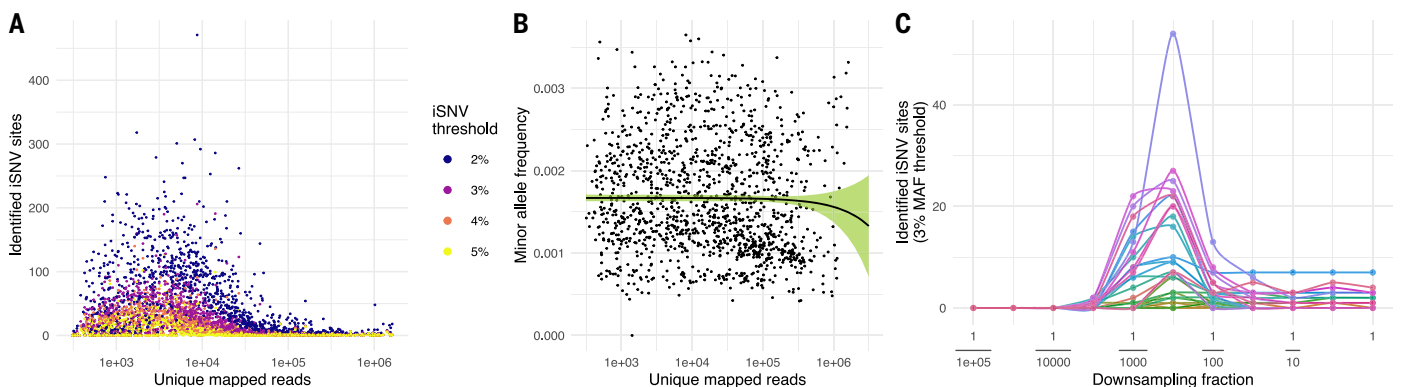 A
Identified iSNV sites
400
300
200
100
0
1e+03
1e+04
1e+05
1e+06
Unique mapped reads
iSNV
threshold
2%
3%
4%
5%
B
Minor allele frequency
0.003
0.002
0.001
0.000
1e+03
1e+04
1e+05
1e+06
Unique mapped reads
C
Identified iSNV sites
(3% MAF threshold)
40
20
0
1
1e+05
1
10000
1
1000
1
100
1
10
1
Downsampling fraction